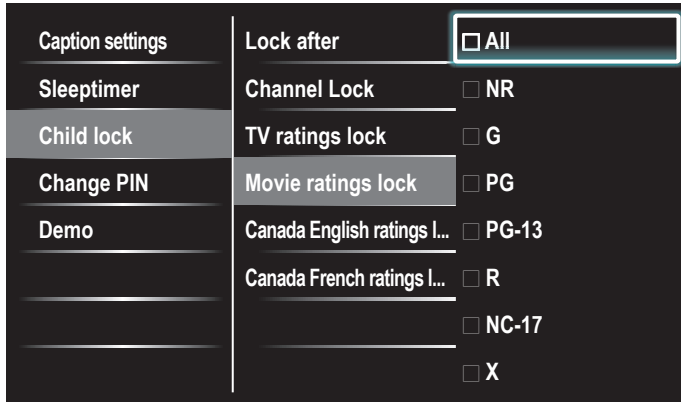 Caption settings
Sleeptimer
Child lock
Change PIN
Demo
Lock after
Channel Lock
TV ratings lock
Movie ratings lock
Canada English ratings l...
Canada French ratings l...
All
NR
G
PG
PG-13
R
NC-17
X